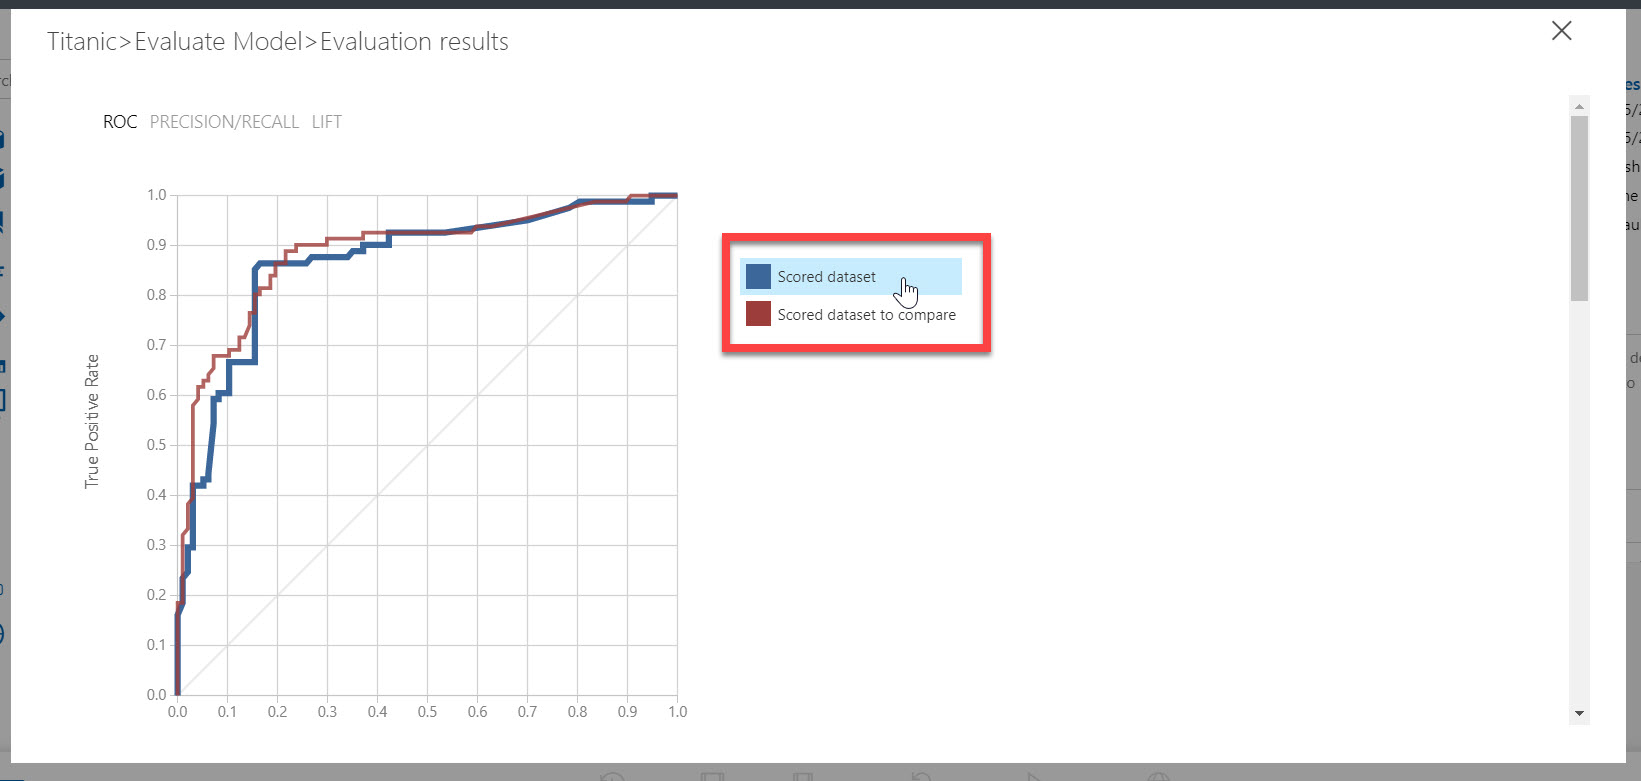 Titanic>Evaluate Model>Evaluation results
ROC PRECISION/RECALL LIFT
1.0
0.9
0.8
0.7
0.6
0.5
0.4
0.3
0.2
0.1
0.0
True Positive Rate
0.0 0.1 0.2 0.3 0.4 0.5 0.6 0.7 0.8 0.9 1.0
Scored dataset
Scored dataset to compare